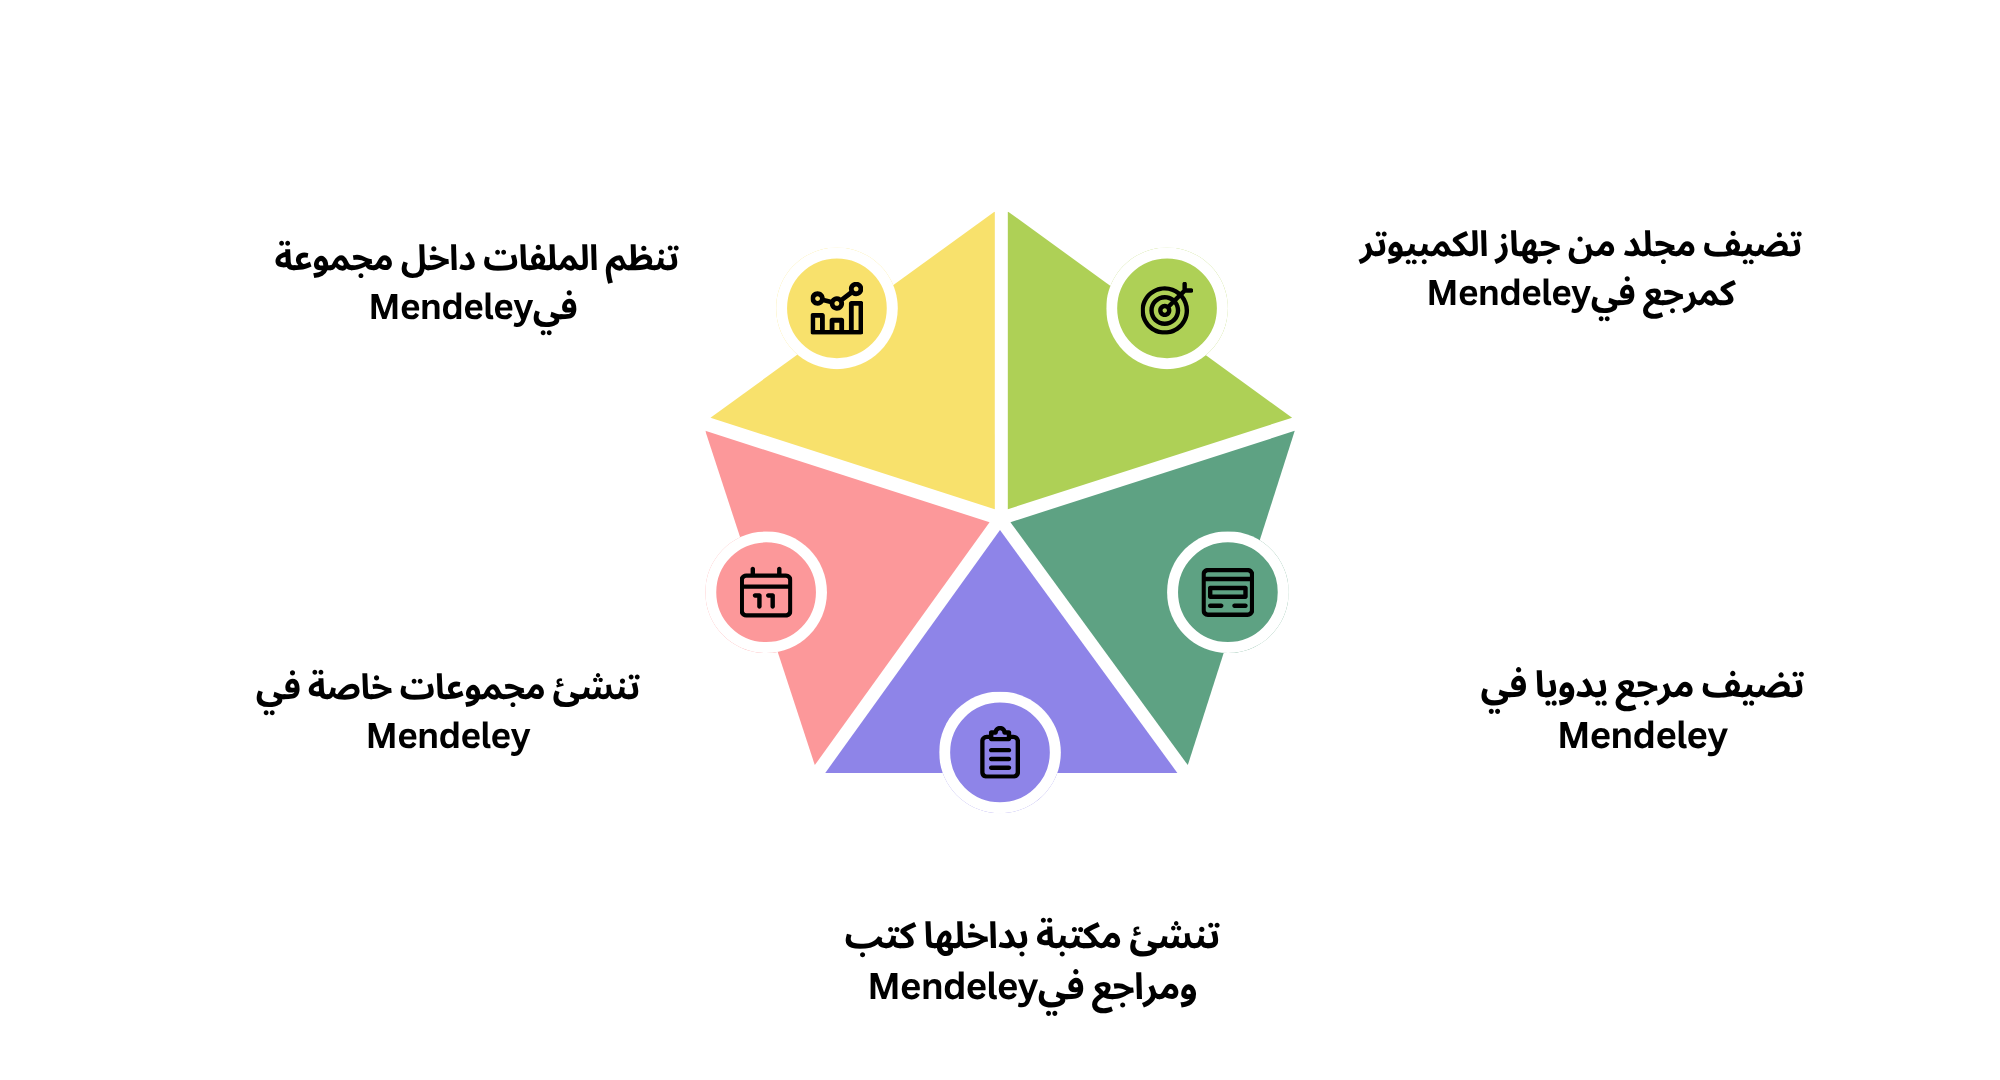 تضيف مجلد من جهاز الكمبيوتر
كمرجع فيMendeley
تنظم الملفات داخل مجموعة
فيMendeley
تضيف مرجع يدويا في
Mendeley
تنشئ مجموعات خاصة في
Mendeley
تنشئ مكتبة بداخلها كتب
ومراجع فيMendeley